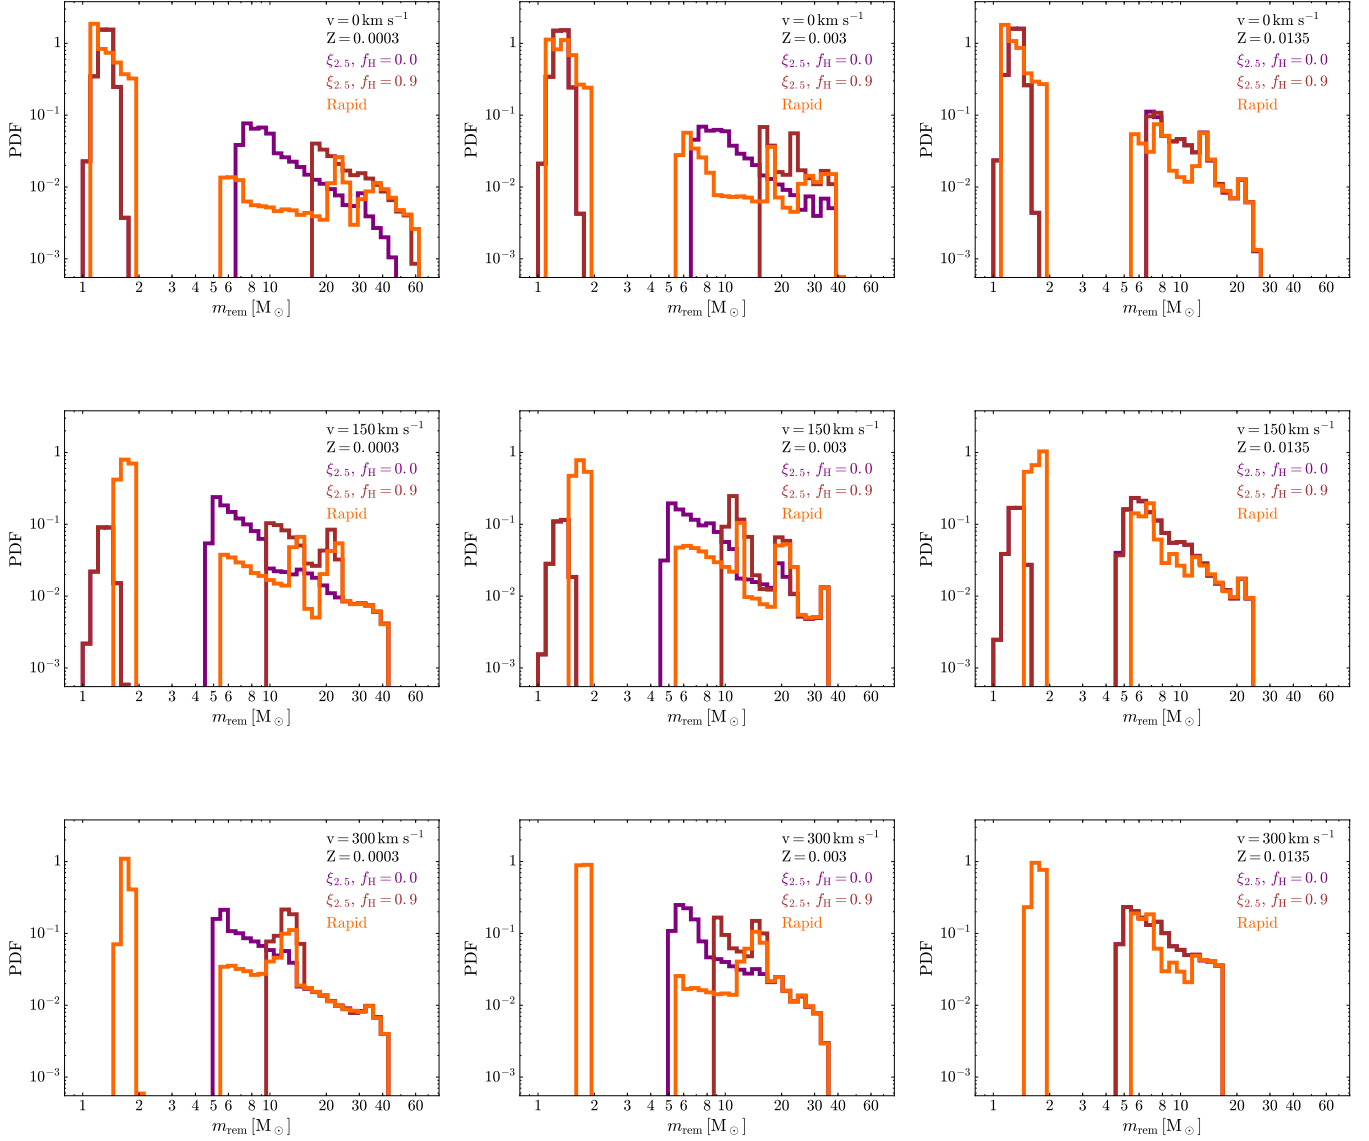 v = 0 km s⁻¹
Z = 0.0003
ξ₂.₅, f_H = 0.0
ξ₂.₅, f_H = 0.9
Rapid
PDF
1
10⁻¹
10⁻²
10⁻³
1 2 3 4 5 6 8 10 20 30 40 60
m_rem [M_⊙]
v = 0 km s⁻¹
Z = 0.003
ξ₂.₅, f_H = 0.0
ξ₂.₅, f_H = 0.9
Rapid
PDF
1
10⁻¹
10⁻²
10⁻³
1 2 3 4 5 6 8 10 20 30 40 60
m_rem [M_⊙]
v = 0 km s⁻¹
Z = 0.0135
ξ₂.₅, f_H = 0.0
ξ₂.₅, f_H = 0.9
Rapid
PDF
1
10⁻¹
10⁻²
10⁻³
1 2 3 4 5 6 8 10 20 30 40 60
m_rem [M_⊙]
v = 150 km s⁻¹
Z = 0.0003
ξ₂.₅, f_H = 0.0
ξ₂.₅, f_H = 0.9
Rapid
PDF
1
10⁻¹
10⁻²
10⁻³
1 2 3 4 5 6 8 10 20 30 40 60
m_rem [M_⊙]
v = 150 km s⁻¹
Z = 0.003
ξ₂.₅, f_H = 0.0
ξ₂.₅, f_H = 0.9
Rapid
PDF
1
10⁻¹
10⁻²
10⁻³
1 2 3 4 5 6 8 10 20 30 40 60
m_rem [M_⊙]
v = 150 km s⁻¹
Z = 0.0135
ξ₂.₅, f_H = 0.0
ξ₂.₅, f_H = 0.9
Rapid
PDF
1
10⁻¹
10⁻²
10⁻³
1 2 3 4 5 6 8 10 20 30 40 60
m_rem [M_⊙]
v = 300 km s⁻¹
Z = 0.0003
ξ₂.₅, f_H = 0.0
ξ₂.₅, f_H = 0.9
Rapid
PDF
1
10⁻¹
10⁻²
10⁻³
1 2 3 4 5 6 8 10 20 30 40 60
m_rem [M_⊙]
v = 300 km s⁻¹
Z = 0.003
ξ₂.₅, f_H = 0.0
ξ₂.₅, f_H = 0.9
Rapid
PDF
1
10⁻¹
10⁻²
10⁻³
1 2 3 4 5 6 8 10 20 30 40 60
m_rem [M_⊙]
v = 300 km s⁻¹
Z = 0.0135
ξ₂.₅, f_H = 0.0
ξ₂.₅, f_H = 0.9
Rapid
PDF
1
10⁻¹
10⁻²
10⁻³
1 2 3 4 5 6 8 10 20 30 40 60
m_rem [M_⊙]